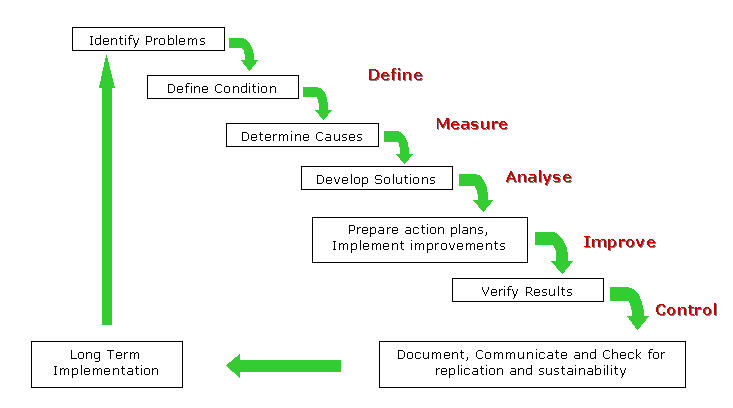 Identify Problems
Define
Define Condition
Measure
Determine Causes
Analyse
Develop Solutions
Prepare action plans,
Implement improvements
Improve
Verify Results
Control
Document, Communicate and Check for
replication and sustainability
Long Term
Implementation